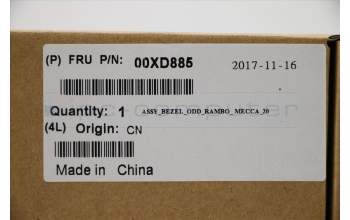 (P) FRU P/N: 00XD885
2017-11-16
Quantity: 1 ASSY_BEZEL_ODD_RAMBO_MECCA_20
(4L) Origin: CN
Made in China